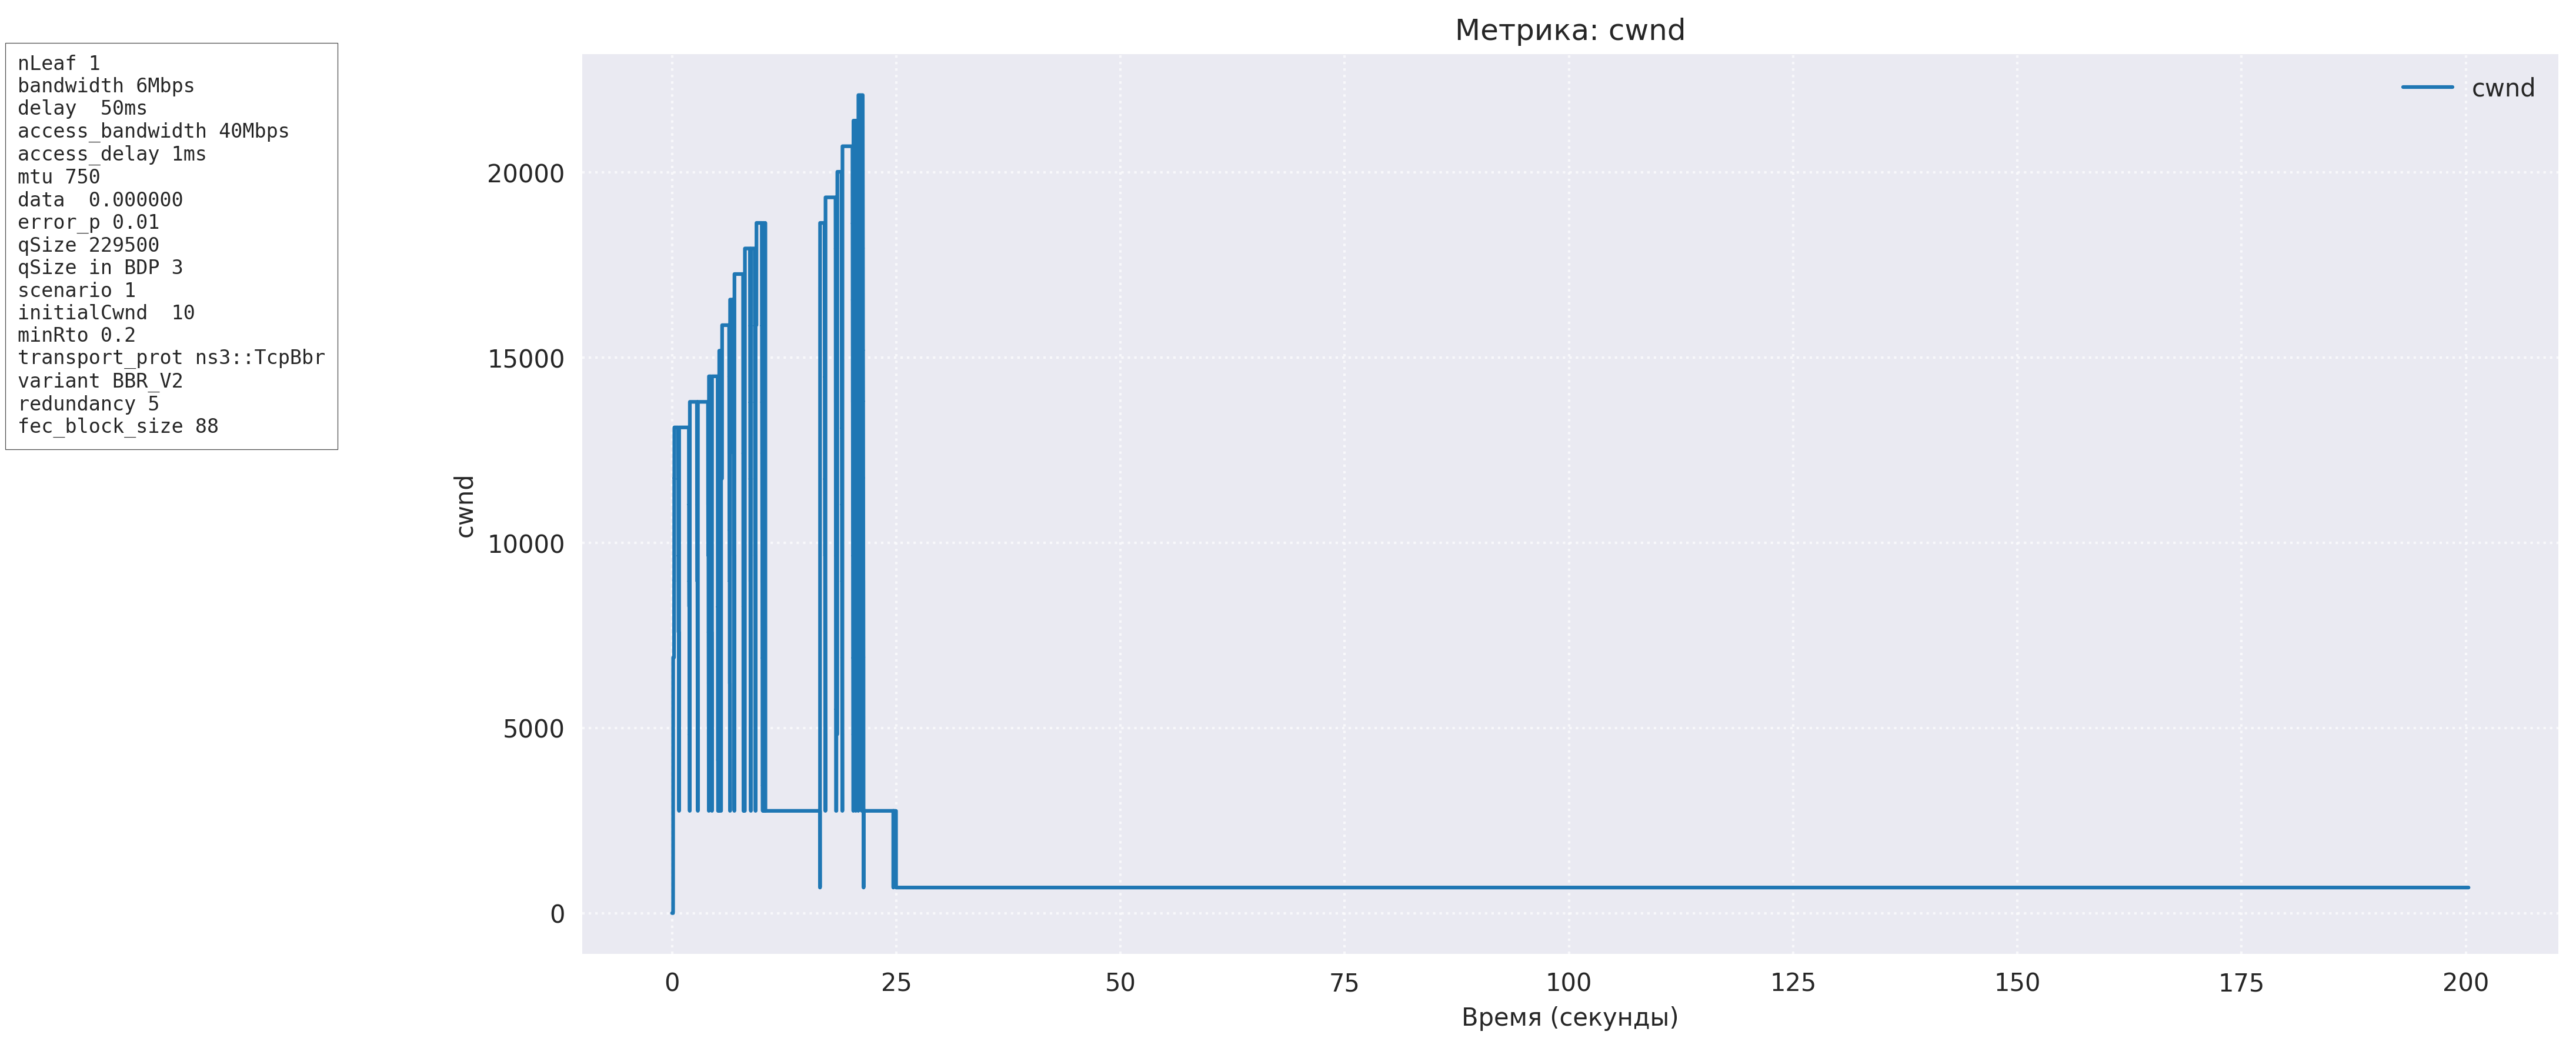 Метрика: cwnd
nLeaf 1
bandwidth 6Mbps
delay  50ms
access_bandwidth 40Mbps
access_delay 1ms
mtu 750
data  0.000000
error_p 0.01
qSize 229500
qSize in BDP 3
scenario 1
initialCwnd  10
minRto 0.2
transport_prot ns3::TcpBbr
variant BBR_V2
redundancy 5
fec_block_size 88
cwnd
cwnd
20000
15000
10000
5000
0
0 25 50 75 100 125 150 175 200
Время (секунды)